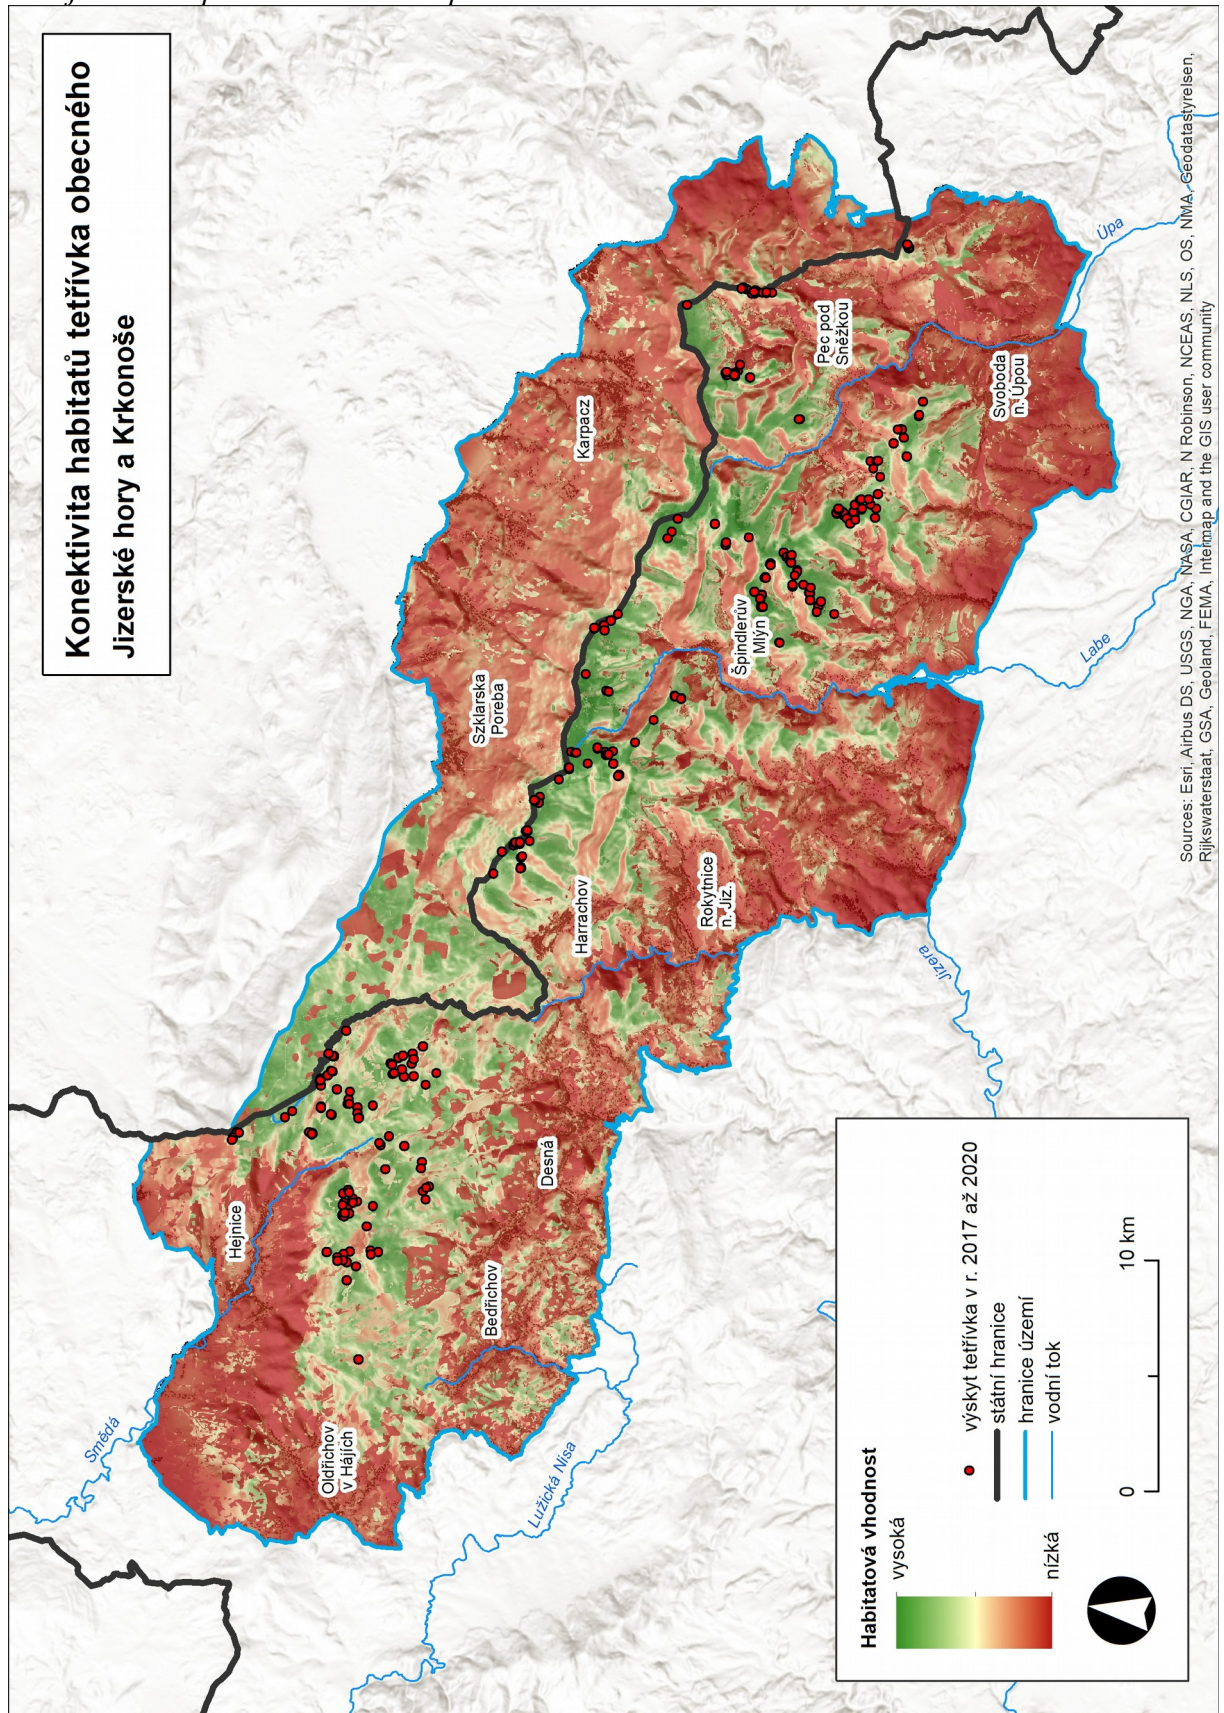 Konektivita habitatů tetřívka obecného
Jizerské hory a Krkonoše
Smědá
Hejnice
Oldřichov
v Hájích
Lužická Nisa
Bedřichov
Desná
Szklarska
Poreba
Karpacz
Harrachov
Rokytnice
n. Jiz.
Špindlerův
Mlýn
Pec pod
Sněžkou
Svoboda
n. Úpou
Jizera
Labe
Úpa
Habitatová vhodnost
vysoká
nízká
výskyt tetřívka v r. 2017 až 2020
státní hranice
hranice území
vodní tok
0
10 km
Sources: Esri, Airbus DS, USGS, NGA, NASA, CGIAR, N Robinson, NCEAS, NLS, OS, NMA, Geodatastyrelsen,
Rijkswaterstaat, GSA, Geoland, FEMA, Intermap and the GIS user community